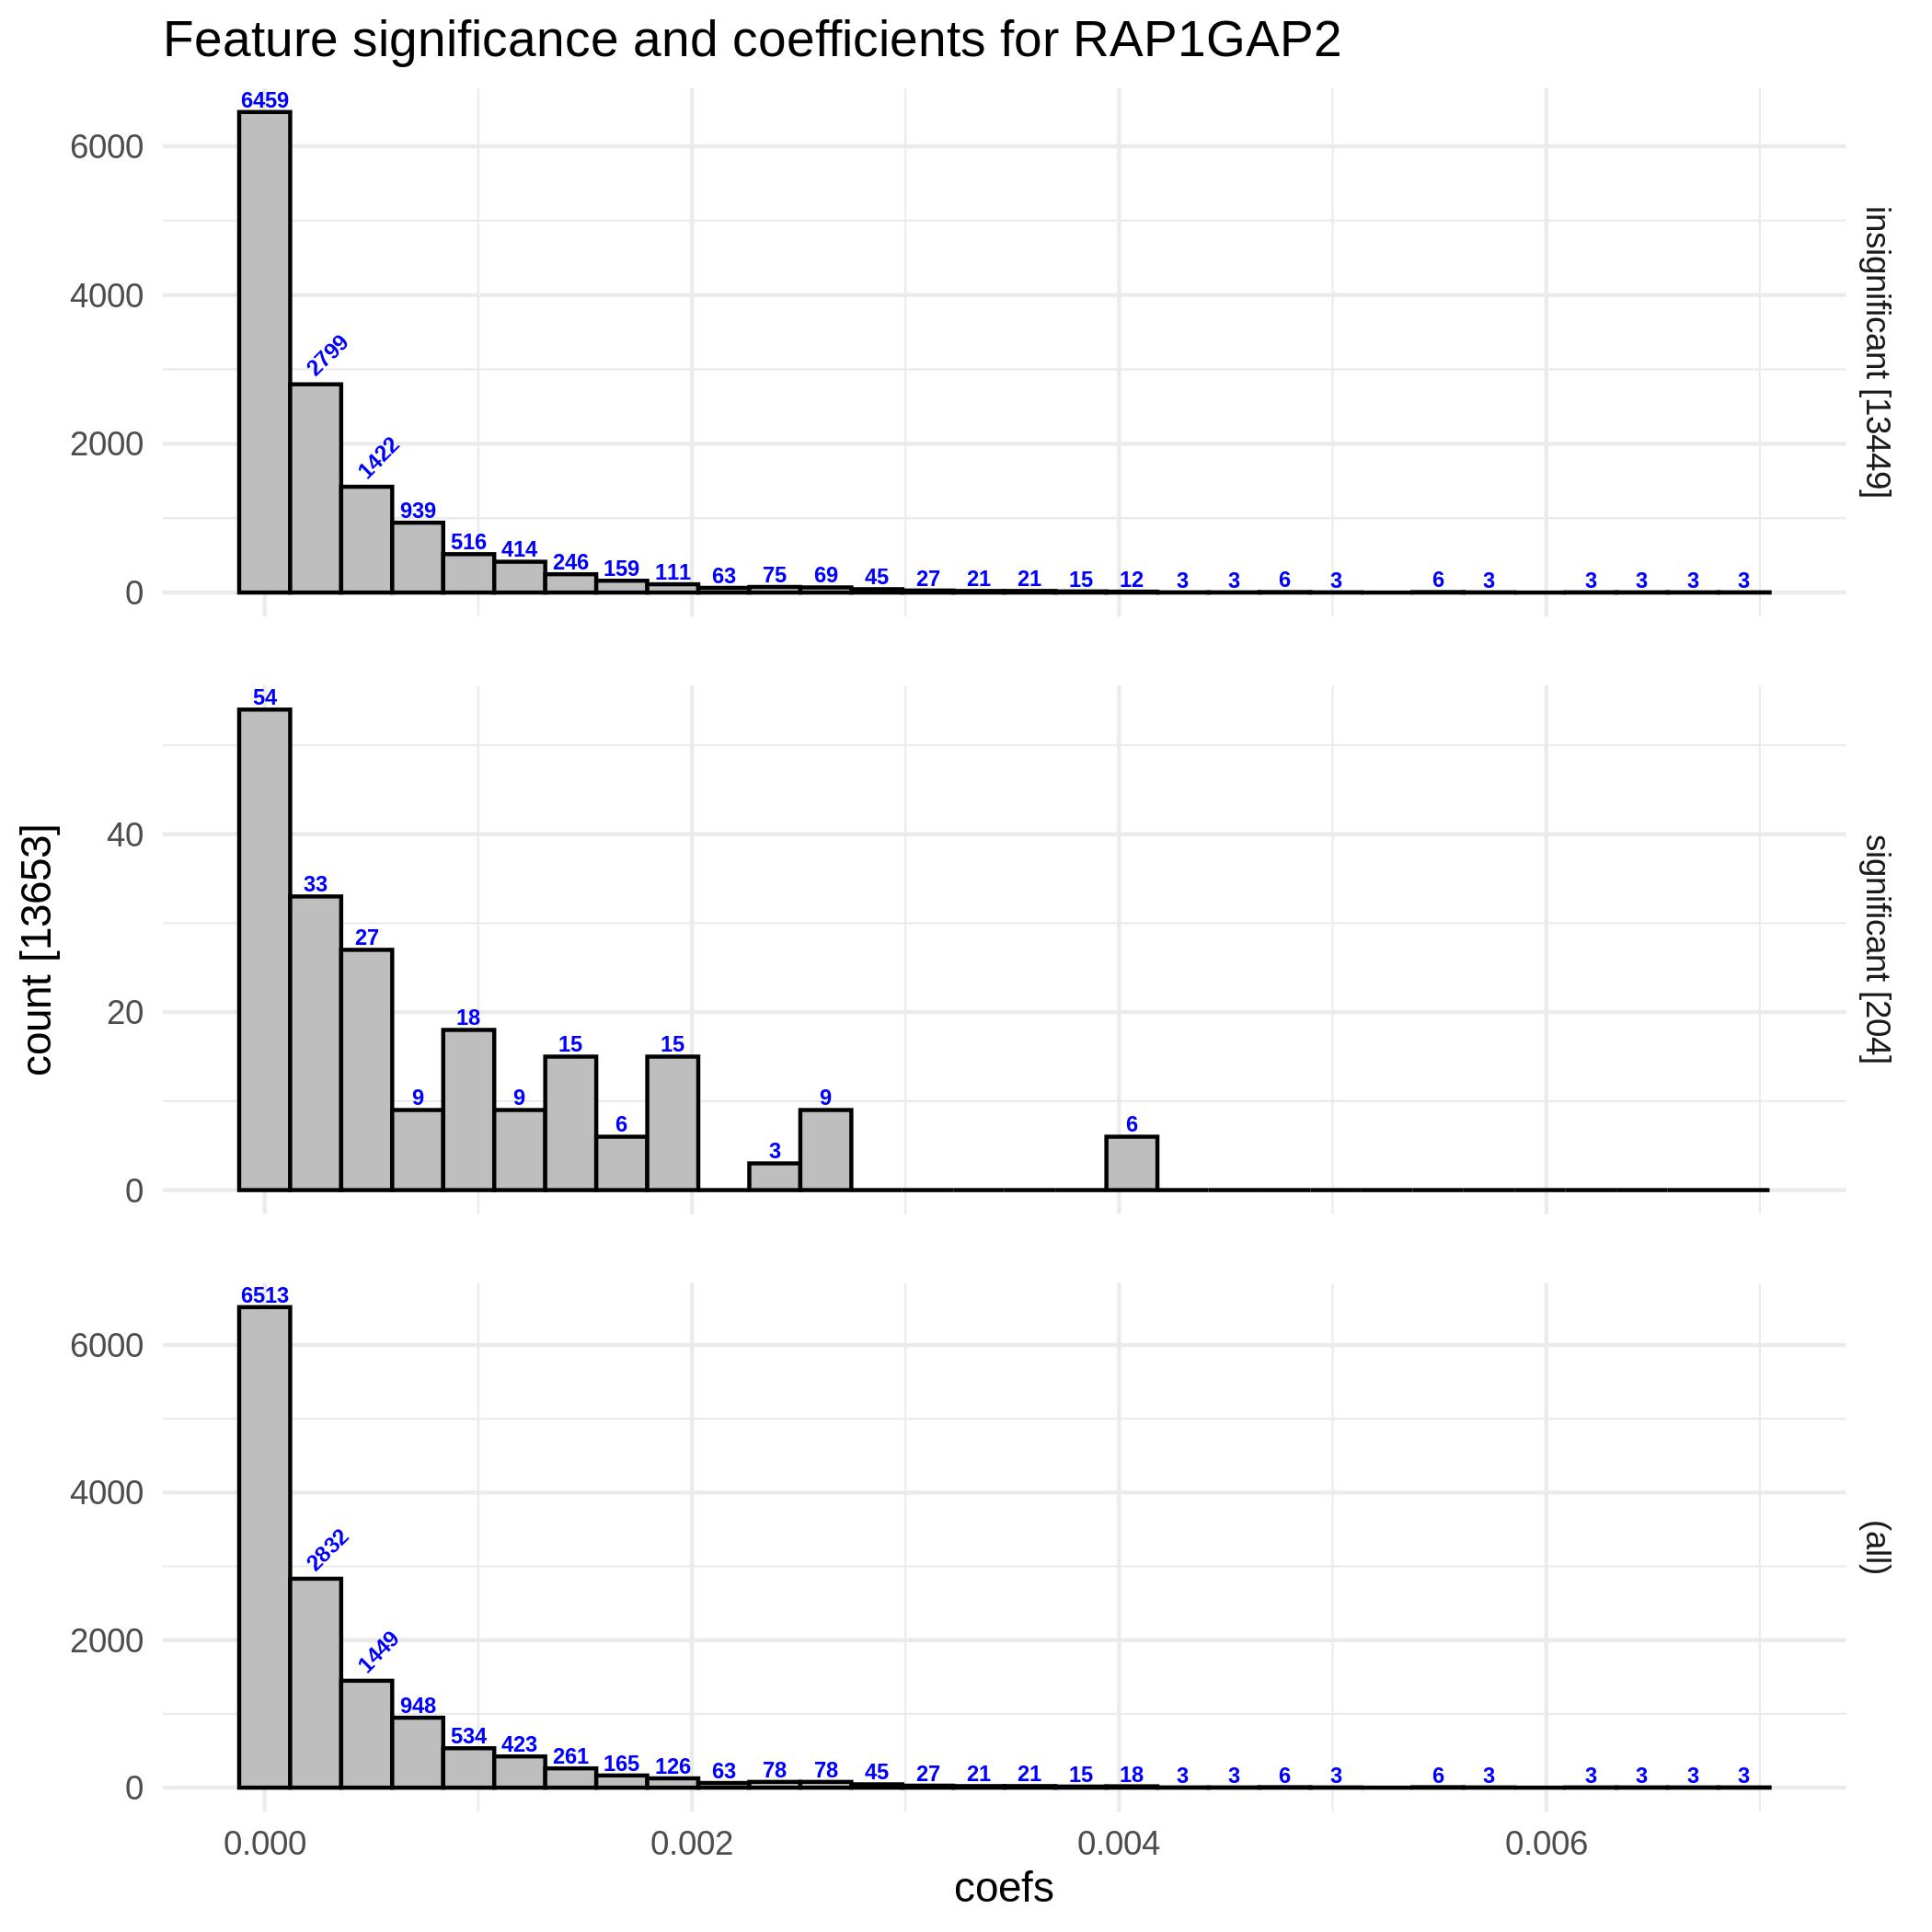 Feature significance and coefficients for RAP1GAP2
6459
6000
4000
2799
2000
1422
939
516 414 246 159 111 63 75 69 45 27 21 21 15 12 3 3 6 3 6 3 3 3 3 3
0
insignificant [13449]
count [13653]
54
40
33
27
20
18
15 15
9 9 9
6 6
3
0
significant [204]
6513
6000
4000
2832
2000
1449
948
534 423 261 165 126 63 78 78 45 27 21 21 15 18 3 3 6 3 6 3 3 3 3 3
0
(all)
0.000 0.002 0.004 0.006
coefs